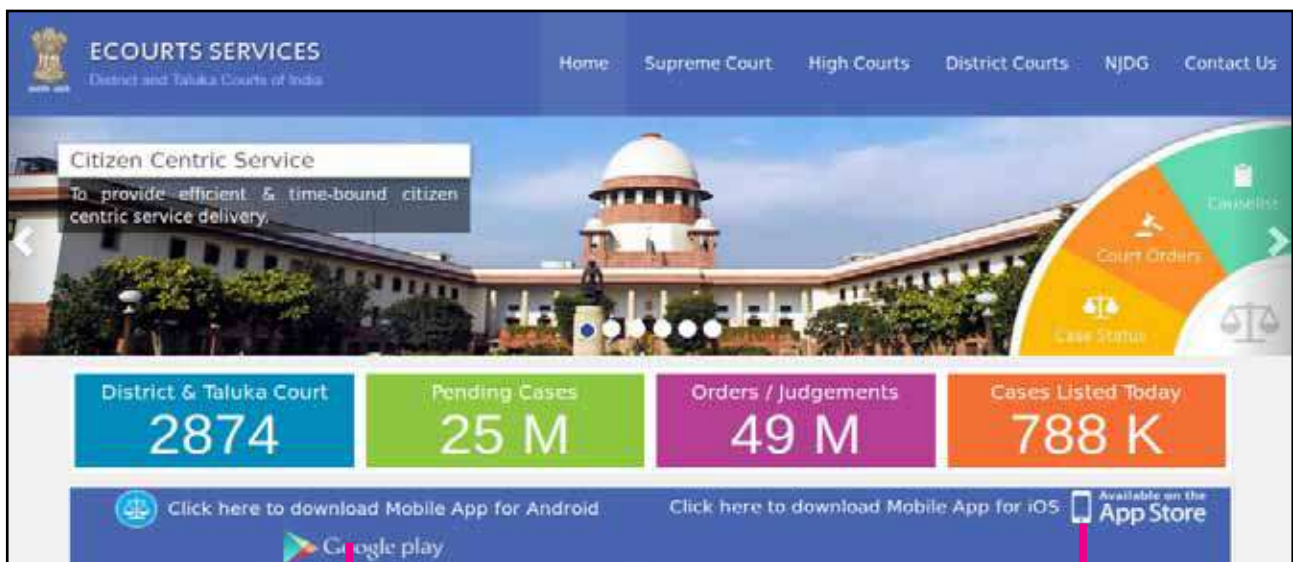 ECOURTS SERVICES
District and Taluka Courts of India
Home Supreme Court High Courts District Courts NJDG Contact Us
Citizen Centric Service
To provide efficient & time-bound citizen
centric service delivery.
Causelist
Court Orders
Case Status
District & Taluka Court
2874
Pending Cases
25 M
Orders / Judgements
49 M
Cases Listed Today
788 K
Click here to download Mobile App for Android
Google play
Click here to download Mobile App for iOS
Available on the
App Store